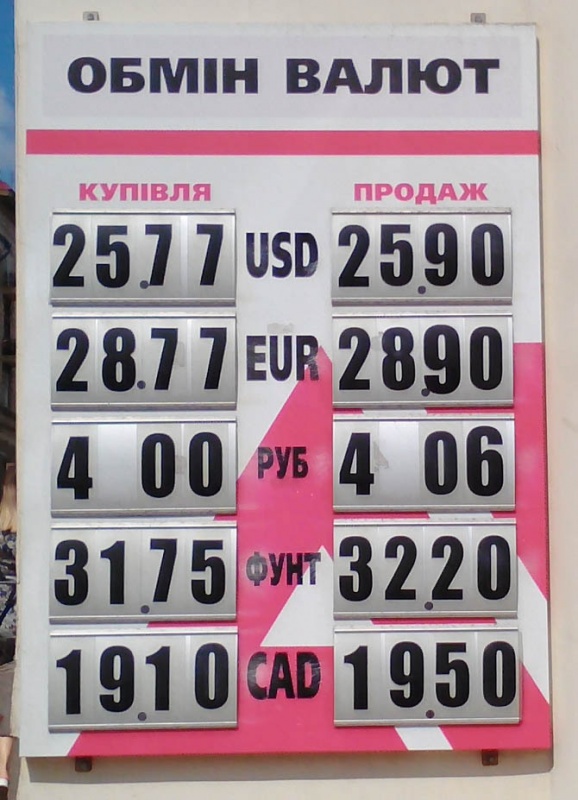 ОБМІН ВАЛЮТ
КУПІВЛЯ ПРОДАЖ
25.77 USD 25.90
28.77 EUR 28.90
4 00 РУБ 4 06
31.75 ФУНТ 32.20
19.10 CAD 19.50